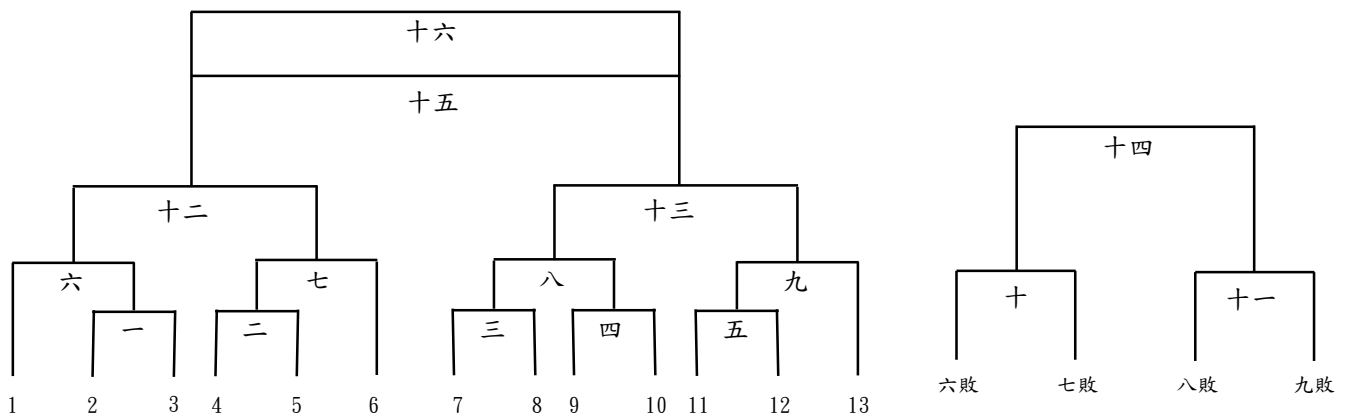 十六
十五
十四
十二 十三
六 七 八 九 十 十一
一 二 三 四 五
六敗 七敗 八敗 九敗
1 2 3 4 5 6 7 8 9 10 11 12 13